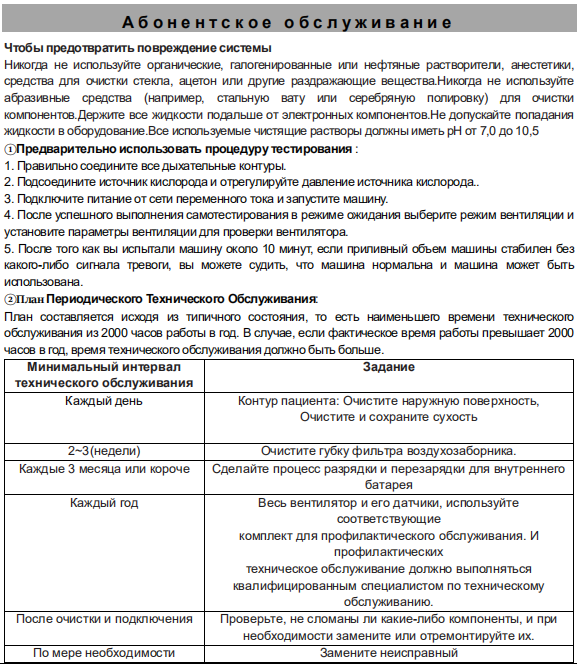 Абонентское обслуживание
Чтобы предотвратить повреждение системы
Никогда не используйте органические, галогенированные или нефтяные растворители, анестетики,
средства для очистки стекла, ацетон или другие раздражающие вещества.Никогда не используйте
абразивные средства (например, стальную вату или серебряную полировку) для очистки
компонентов.Держите все жидкости подальше от электронных компонентов.Не допускайте попадания
жидкости в оборудование.Все используемые чистящие растворы должны иметь pH от 7,0 до 10,5
①Предварительно использовать процедуру тестирования :
1. Правильно соедините все дыхательные контуры.
2. Подсоедините источник кислорода и отрегулируйте давление источника кислорода..
3. Подключите питание от сети переменного тока и запустите машину.
4. После успешного выполнения самотестирования в режиме ожидания выберите режим вентиляции и
установите параметры вентиляции для проверки вентилятора.
5. После того как вы испытали машину около 10 минут, если приливный объем машины стабилен без
какого-либо сигнала тревоги, вы можете судить, что машина нормальна и машина может быть
использована.
②План Периодического Технического Обслуживания:
План составляется исходя из типичного состояния, то есть наименьшего времени технического
обслуживания из 2000 часов работы в год. В случае, если фактическое время работы превышает 2000
часов в год, время технического обслуживания должно быть больше.
Минимальный интервал
технического обслуживания
Задание
Каждый день
Контур пациента: Очистите наружную поверхность,
Очистите и сохраните сухость
2~3(недели)
Очистите губку фильтра воздухозаборника.
Каждые 3 месяца или короче
Сделайте процесс разрядки и перезарядки для внутреннего
батарея
Каждый год
Весь вентилятор и его датчики, используйте
соответствующие
комплект для профилактического обслуживания. И
профилактических
техническое обслуживание должно выполняться
квалифицированным специалистом по техническому
обслуживанию.
После очистки и подключения
Проверьте, не сломаны ли какие-либо компоненты, и при
необходимости замените или отремонтируйте их.
По мере необходимости
Замените неисправный